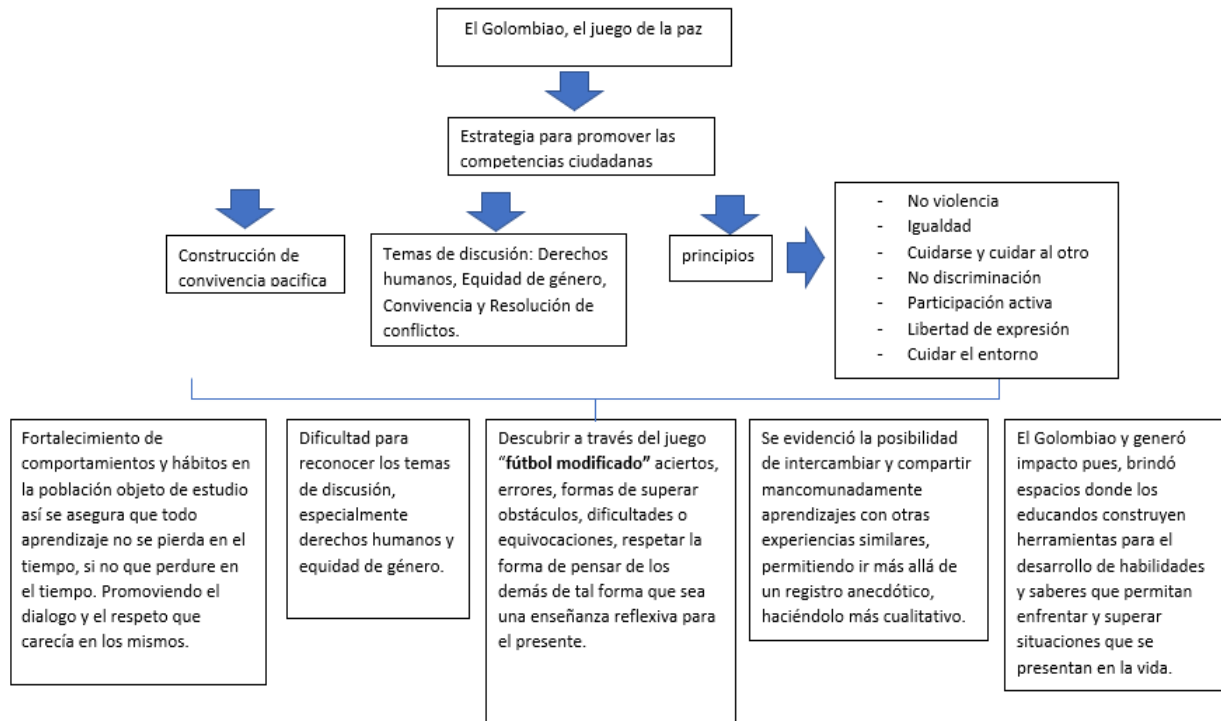 El Golombiao, el juego de la paz
Estrategia para promover las
competencias ciudadanas
Construcción de
convivencia pacifica
Temas de discusión: Derechos
humanos, Equidad de género,
Convivencia y Resolución de
conflictos.
principios
- No violencia
- Igualdad
- Cuidarse y cuidar al otro
- No discriminación
- Participación activa
- Libertad de expresión
- Cuidar el entorno
Fortalecimiento de
comportamientos y hábitos en
la población objeto de estudio
así se asegura que todo
aprendizaje no se pierda en el
tiempo, si no que perdure en
el tiempo. Promoviendo el
dialogo y el respeto que
carecía en los mismos.
Dificultad para
reconocer los temas
de discusión,
especialmente
derechos humanos y
equidad de género.
Descubrir a través del juego
“fútbol modificado” aciertos,
errores, formas de superar
obstáculos, dificultades o
equivocaciones, respetar la
forma de pensar de los
demás de tal forma que sea
una enseñanza reflexiva para
el presente.
Se evidenció la posibilidad
de intercambiar y compartir
mancomunadamente
aprendizajes con otras
experiencias similares,
permitiendo ir más allá de
un registro anecdótico,
haciéndolo más cualitativo.
El Golombiao y generó
impacto pues, brindó
espacios donde los
educandos construyen
herramientas para el
desarrollo de habilidades
y saberes que permitan
enfrentar y superar
situaciones que se
presentan en la vida.